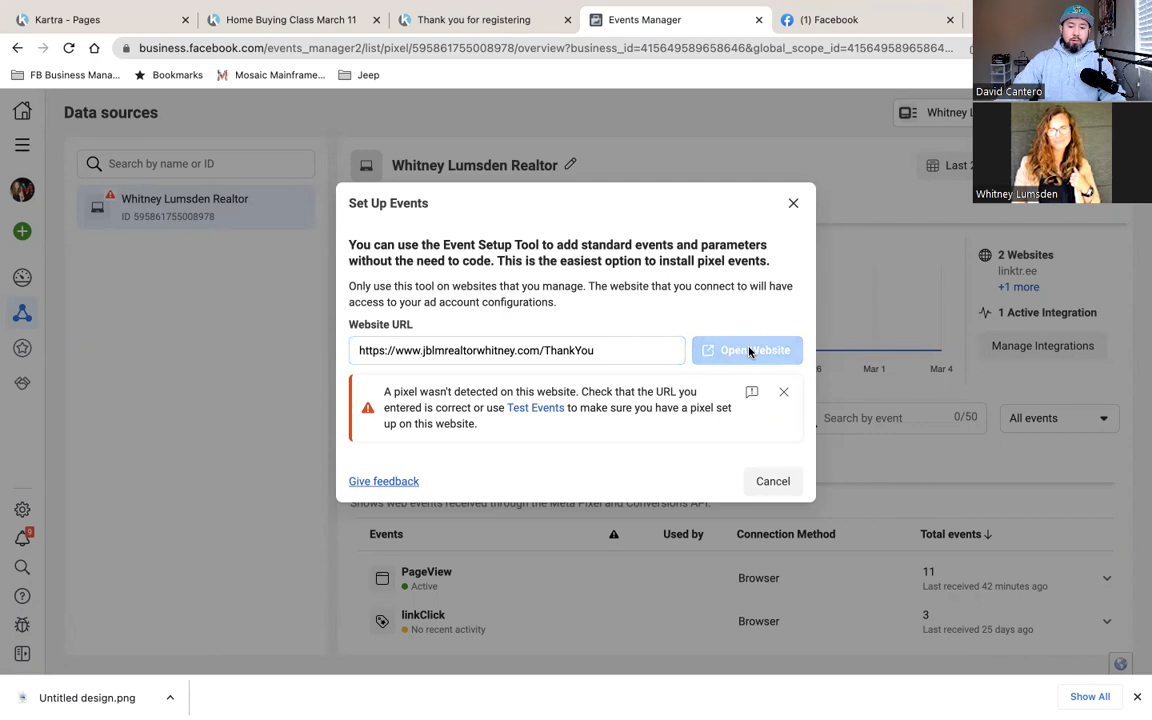 Kartra - Pages
Home Buying Class March 11
Thank you for registering
Events Manager
(1) Facebook
business.facebook.com/events_manager2/list/pixel/595861755008978/overview?business_id=415649589658646&global_scope_id=41564958965864...
FB Business Mana...
Bookmarks
Mosaic Mainframe...
Jeep
David Cantero
Whitney Lumsden
Data sources
Whitney L
Search by name or ID
Whitney Lumsden Realtor
ID 595861755008978
Whitney Lumsden Realtor
Last 2
Set Up Events
You can use the Event Setup Tool to add standard events and parameters
without the need to code. This is the easiest option to install pixel events.
Only use this tool on websites that you manage. The website that you connect to will have
access to your ad account configurations.
Website URL
https://www.jblmrealtorwhitney.com/ThankYou
Open Website
A pixel wasn't detected on this website. Check that the URL you
entered is correct or use Test Events to make sure you have a pixel set
up on this website.
Give feedback
Cancel
2 Websites
linktr.ee
+1 more
1 Active Integration
Manage Integrations
6
Mar 1
Mar 4
Search by event
0/50
All events
Shows web events received through the Meta Pixel and Conversions API.
Events
Used by
Connection Method
Total events
PageView
Active
Browser
11
Last received 42 minutes ago
linkClick
No recent activity
Browser
3
Last received 25 days ago
Untitled design.png
Show All